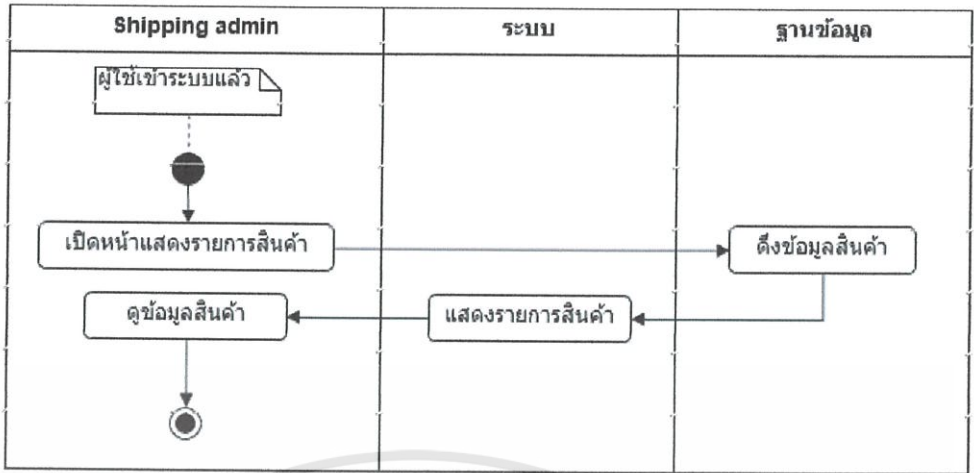 Shipping admin
ระบบ
ฐานข้อมูล
ผู้ใช้เข้าระบบแล้ว
เปิดหน้าแสดงรายการสินค้า
ดึงข้อมูลสินค้า
ดูข้อมูลสินค้า
แสดงรายการสินค้า